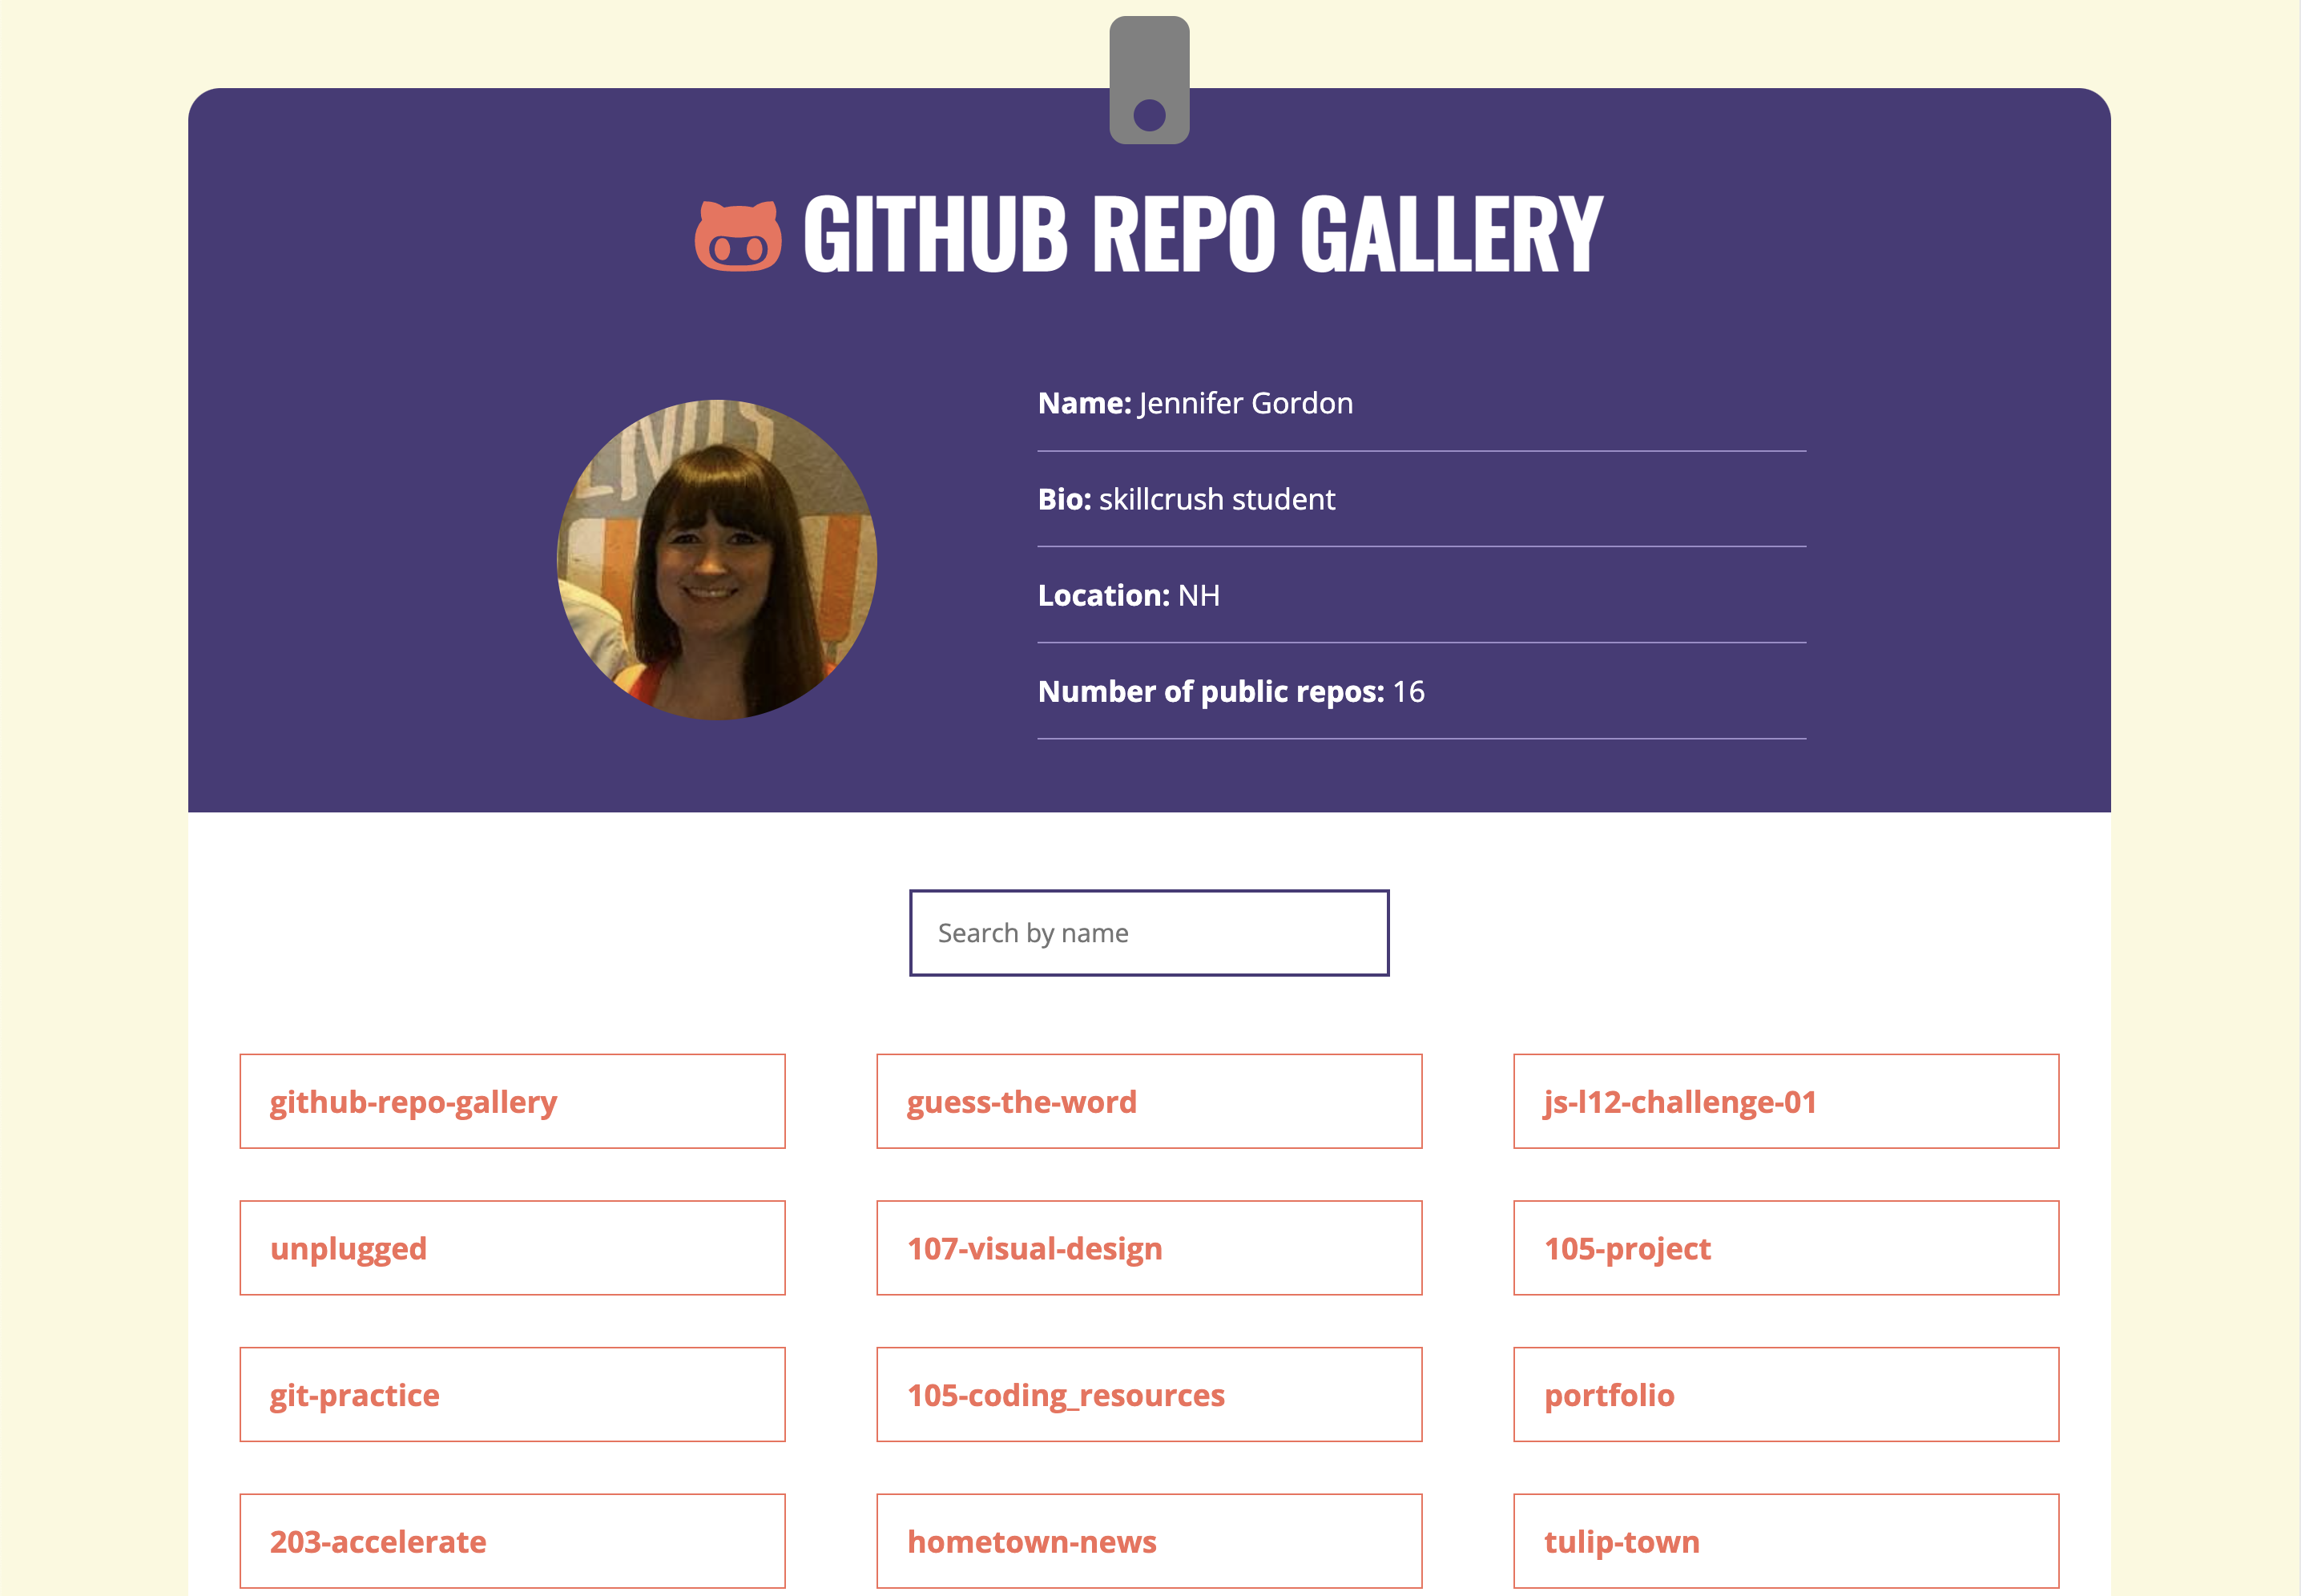 GITHUB REPO GALLERY
Name: Jennifer Gordon
Bio: skillcrush student
Location: NH
Number of public repos: 16
Search by name
github-repo-gallery
guess-the-word
js-l12-challenge-01
unplugged
107-visual-design
105-project
git-practice
105-coding_resources
portfolio
203-accelerate
hometown-news
tulip-town